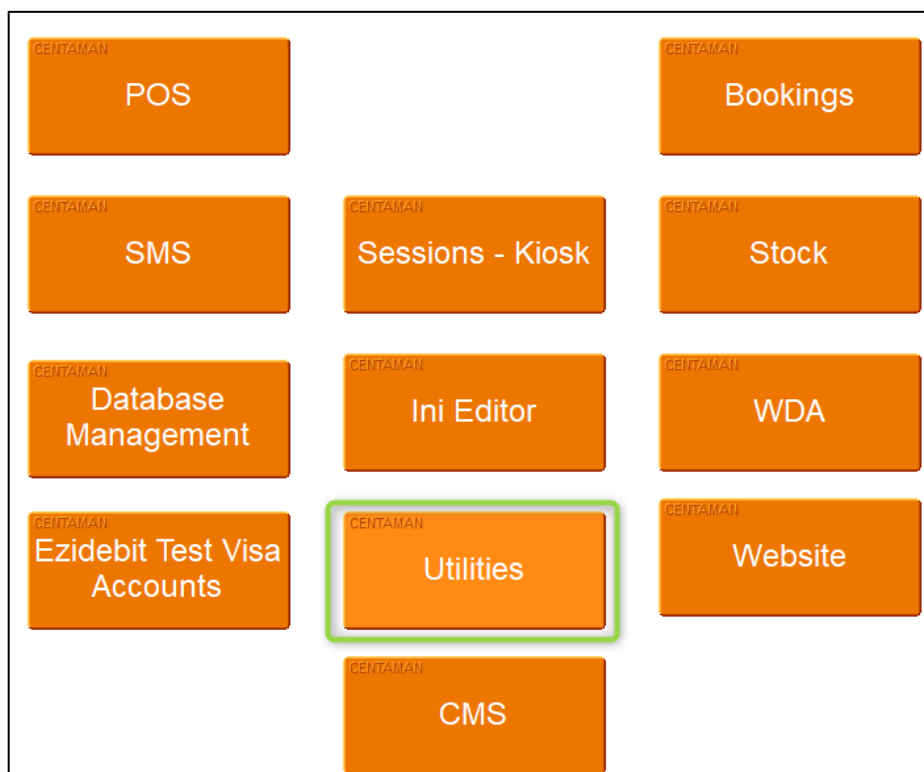 CENTAMAN
POS
CENTAMAN
Bookings
CENTAMAN
SMS
CENTAMAN
Sessions - Kiosk
CENTAMAN
Stock
CENTAMAN
Database
Management
CENTAMAN
Ini Editor
CENTAMAN
WDA
CENTAMAN
Ezidebit Test Visa
Accounts
CENTAMAN
Utilities
CENTAMAN
Website
CENTAMAN
CMS